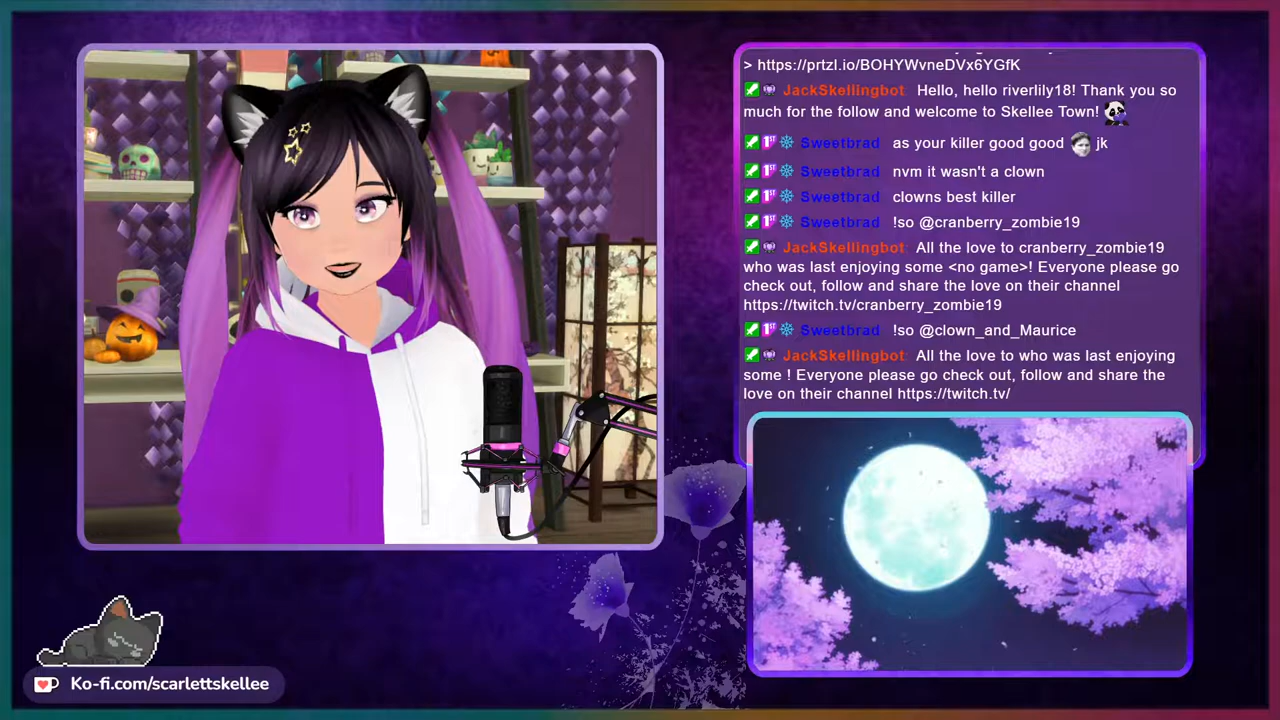 > https://prtzl.io/BOHYWvneDVx6YGfK
JackSkellingbot: Hello, hello riverlily18! Thank you so
much for the follow and welcome to Skellee Town!
1ST Sweetbrad as your killer good good jk
1ST Sweetbrad nvm it wasn't a clown
1ST Sweetbrad clowns best killer
1ST Sweetbrad !so @cranberry_zombie19
JackSkellingbot: All the love to cranberry_zombie19
who was last enjoying some <no game>! Everyone please go
check out, follow and share the love on their channel
https://twitch.tv/cranberry_zombie19
1ST Sweetbrad !so @clown_and_Maurice
JackSkellingbot: All the love to who was last enjoying
some ! Everyone please go check out, follow and share the
love on their channel https://twitch.tv/
Ko-fi.com/scarlettskellee